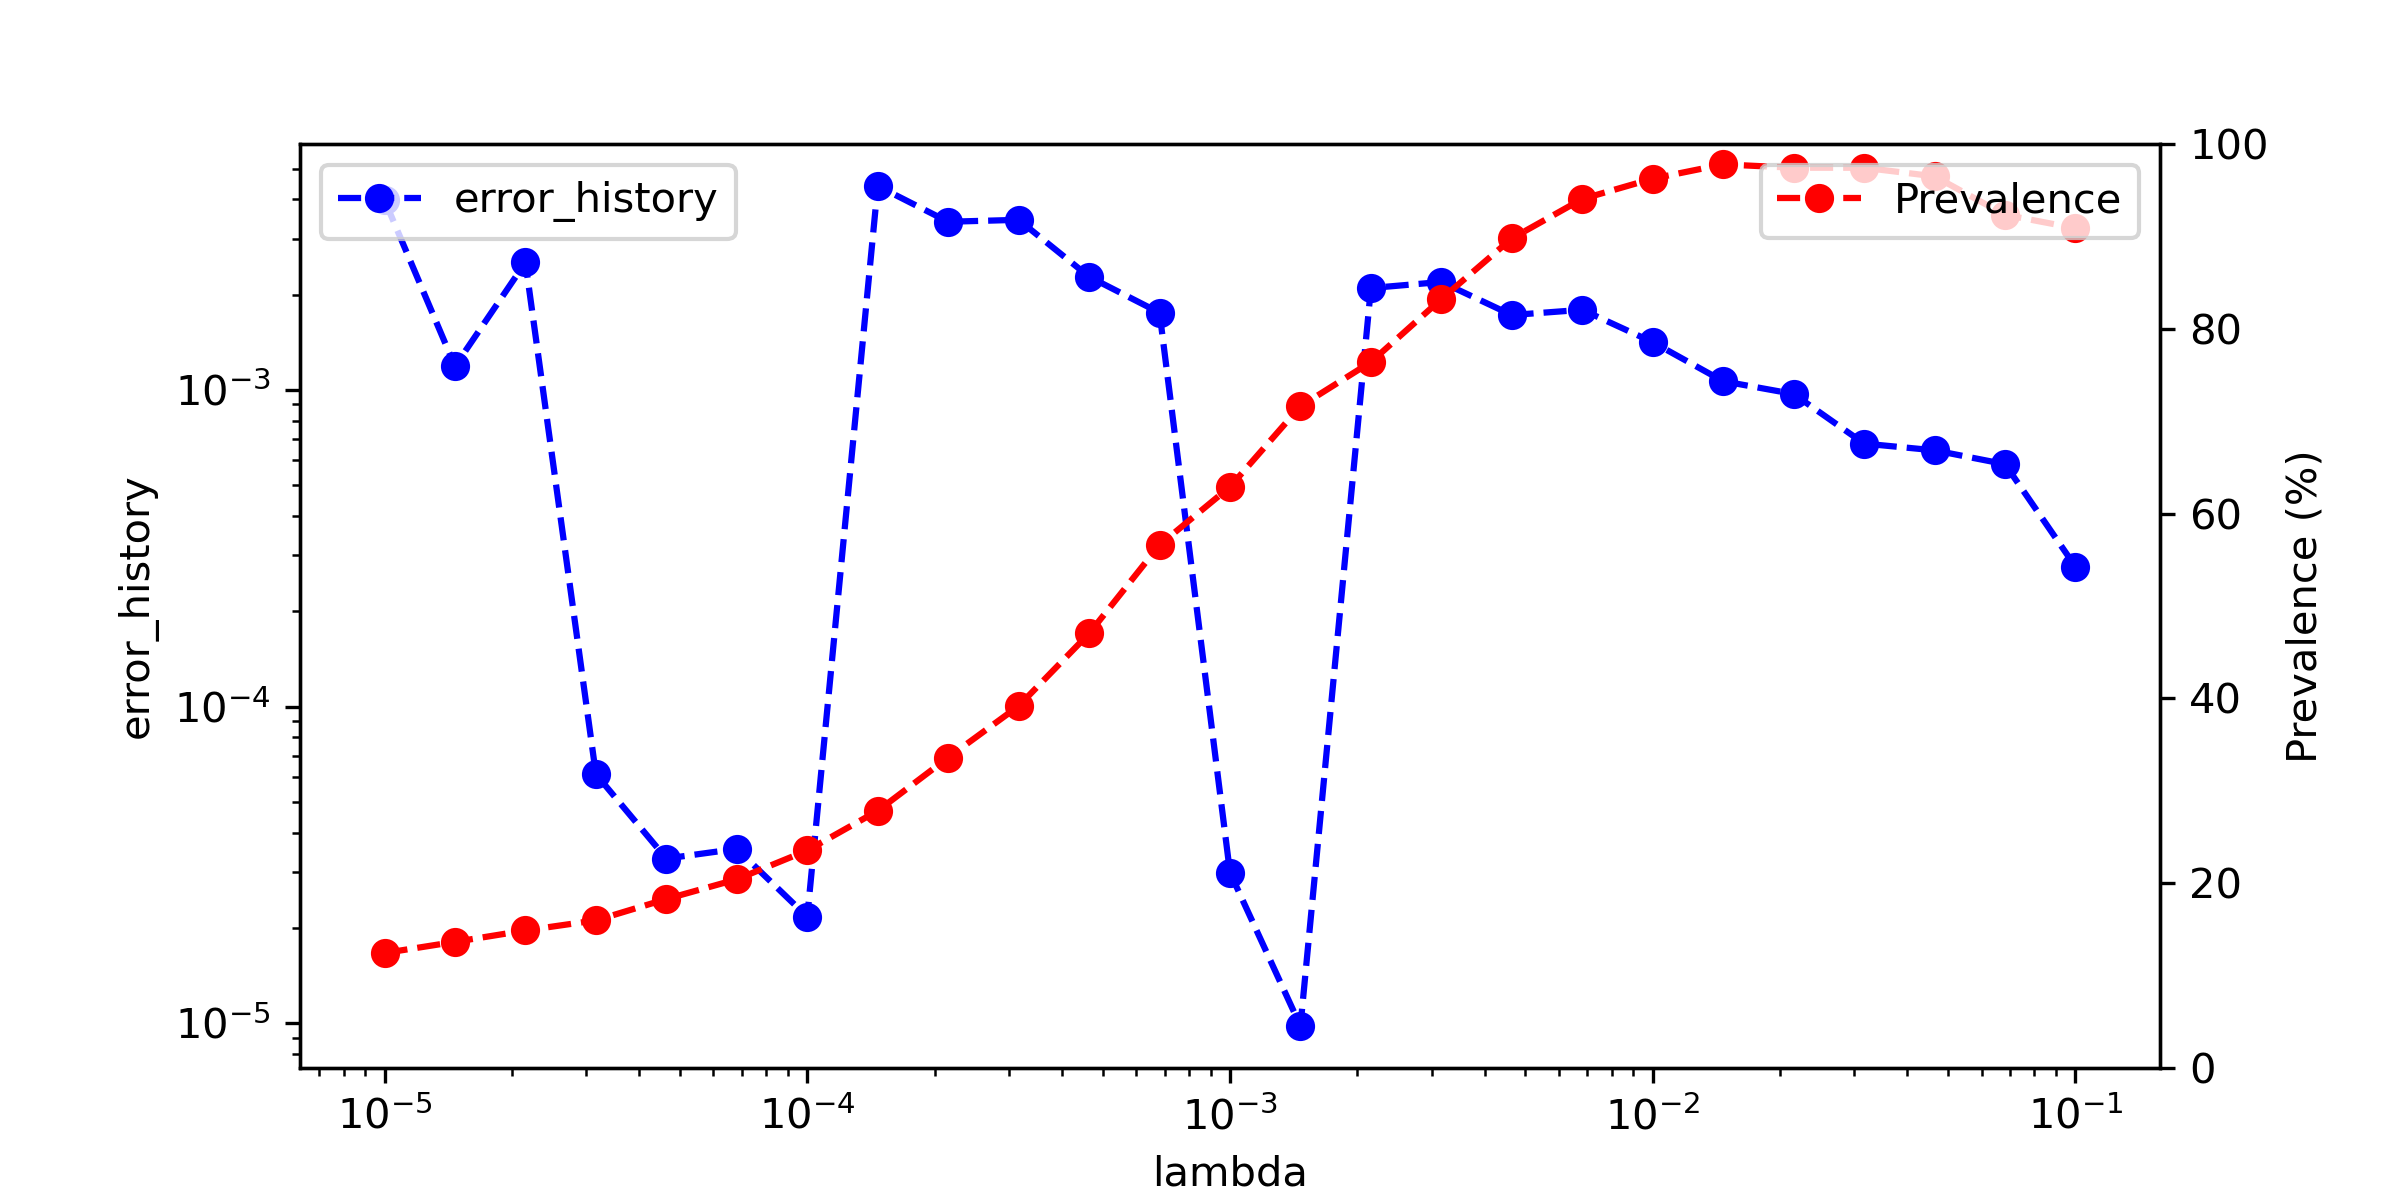 error_history
Prevalence
100
80
60
40
20
0
Prevalence (%)
10⁻³
10⁻⁴
10⁻⁵
error_history
10⁻⁵ 10⁻⁴ 10⁻³ 10⁻² 10⁻¹
lambda